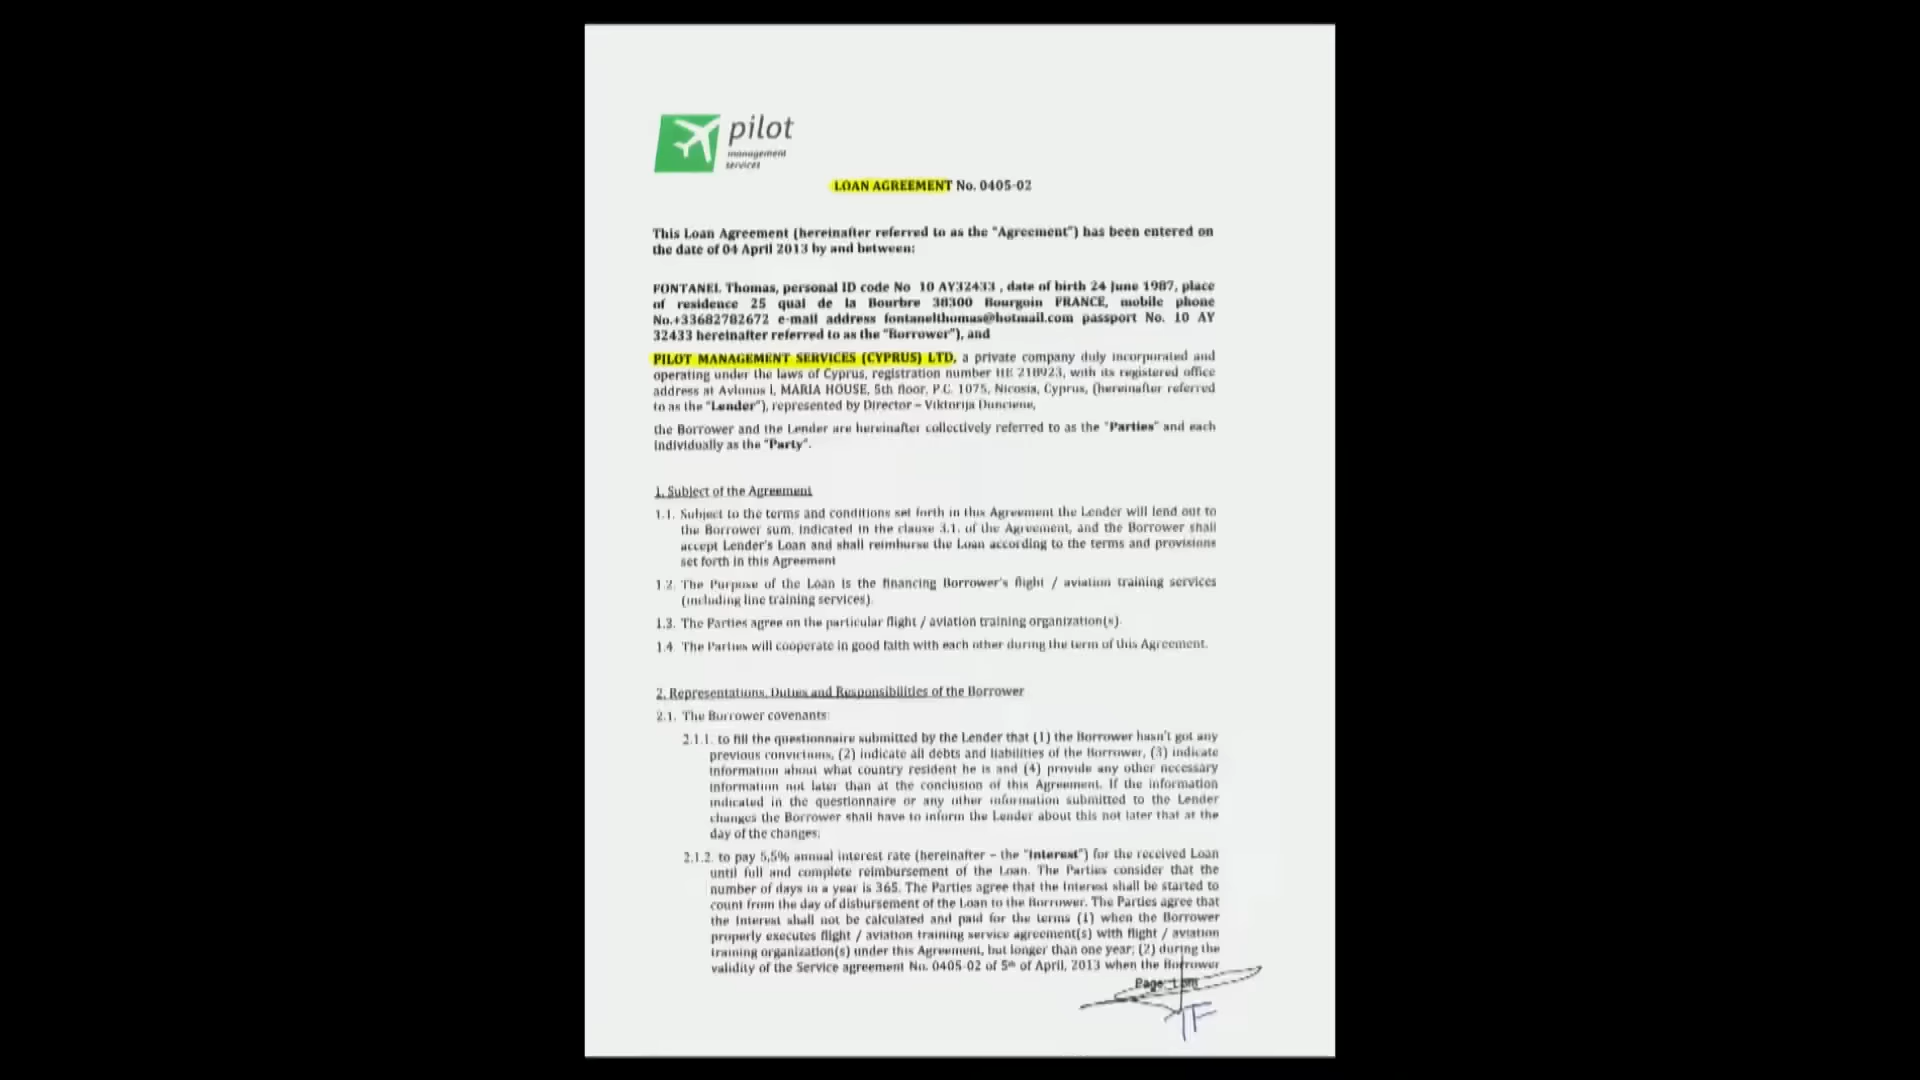 pilot
management
services
LOAN AGREEMENT No. 0405-02
This Loan Agreement (hereinafter referred to as the "Agreement") has been entered on
the date of 04 April 2013 by and between:
FONTANEL Thomas, personal ID code No 10 AY32433 , date of birth 24 June 1987, place
of residence 25 quai de la Bourbre 38300 Bourgoin FRANCE, mobile phone
No.+33682782672 e-mail address fontanelthomas@hotmail.com passport No. 10 AY
32433 hereinafter referred to as the "Borrower"), and
PILOT MANAGEMENT SERVICES (CYPRUS) LTD, a private company duly incorporated and
operating under the laws of Cyprus, registration number HE 218923, with its registered office
address at Avlonos 1, MARIA HOUSE, 5th floor, P.C. 1075, Nicosia, Cyprus, (hereinafter referred
to as the "Lender"), represented by Director – Viktorija Dunciene,
the Borrower and the Lender are hereinafter collectively referred to as the "Parties" and each
individually as the "Party".
1. Subject of the Agreement
1.1. Subject to the terms and conditions set forth in this Agreement the Lender will lend out to
the Borrower sum, indicated in the clause 3.1. of the Agreement, and the Borrower shall
accept Lender's Loan and shall reimburse the Loan according to the terms and provisions
set forth in this Agreement
1.2. The Purpose of the Loan is the financing Borrower's flight / aviation training services
(including line training services).
1.3. The Parties agree on the particular flight / aviation training organization(s).
1.4. The Parties will cooperate in good faith with each other during the term of this Agreement.
2. Representations, Duties and Responsibilities of the Borrower
2.1. The Borrower covenants:
2.1.1. to fill the questionnaire submitted by the Lender that (1) the Borrower hasn't got any
previous convictions, (2) indicate all debts and liabilities of the Borrower, (3) indicate
information about what country resident he is and (4) provide any other necessary
information not later than at the conclusion of this Agreement. If the information
indicated in the questionnaire or any other information submitted to the Lender
changes the Borrower shall have to inform the Lender about this not later that at the
day of the changes;
2.1.2. to pay 5,5% annual interest rate (hereinafter – the "Interest") for the received Loan
until full and complete reimbursement of the Loan. The Parties consider that the
number of days in a year is 365. The Parties agree that the Interest shall be started to
count from the day of disbursement of the Loan to the Borrower. The Parties agree that
the Interest shall not be calculated and paid for the terms (1) when the Borrower
properly executes flight / aviation training service agreement(s) with flight / aviation
training organization(s) under this Agreement, but longer than one year; (2) during the
validity of the Service agreement No. 0405-02 of 5th of April, 2013 when the Borrower
Page
TF